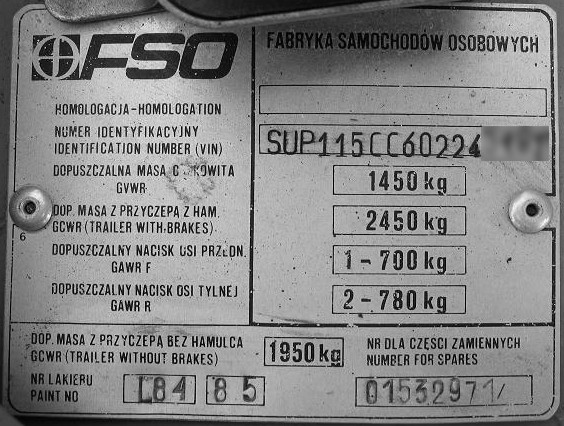 FSO
FABRYKA SAMOCHODÓW OSOBOWYCH
HOMOLOGACJA-HOMOLOGATION
NUMER IDENTYFIKACYJNY
IDENTIFICATION NUMBER (VIN)
SUP115CC60224
DOPUSZCZALNA MASA
GVWR
1450 kg
DOP. MASA Z PRZYCZEPĄ Z HAM.
GCWR (TRAILER WITH BRAKES)
2450 kg
6
DOPUSZCZALNY NACISK OSI PRZEDN.
GAWR F
1 - 700 kg
DOPUSZCZALNY NACISK OSI TYLNEJ
GAWR R
2 - 780 kg
DOP. MASA Z PRZYCZEPĄ BEZ HAMULCA
GCWR (TRAILER WITHOUT BRAKES)
1950 kg
NR DLA CZĘŚCI ZAMIENNYCH
NUMBER FOR SPARES
NR LAKIERU
PAINT NO
L84 85
01532971/